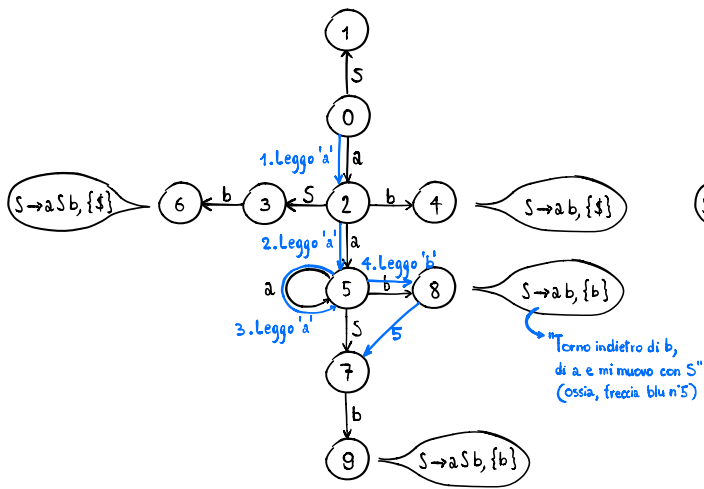 1
S
0
1. Leggo 'a'
a
S→aSb, {$}
6
b
3
S
2
b
4
S→ab, {$}
2. Leggo 'a'
a
4. Leggo 'b'
a
5
b
8
S→ab, {b}
3. Leggo 'a'
S
5
"Torno indietro di b,
di a e mi muovo con S"
(ossia, freccia blu n°5)
7
b
9
S→aSb, {b}